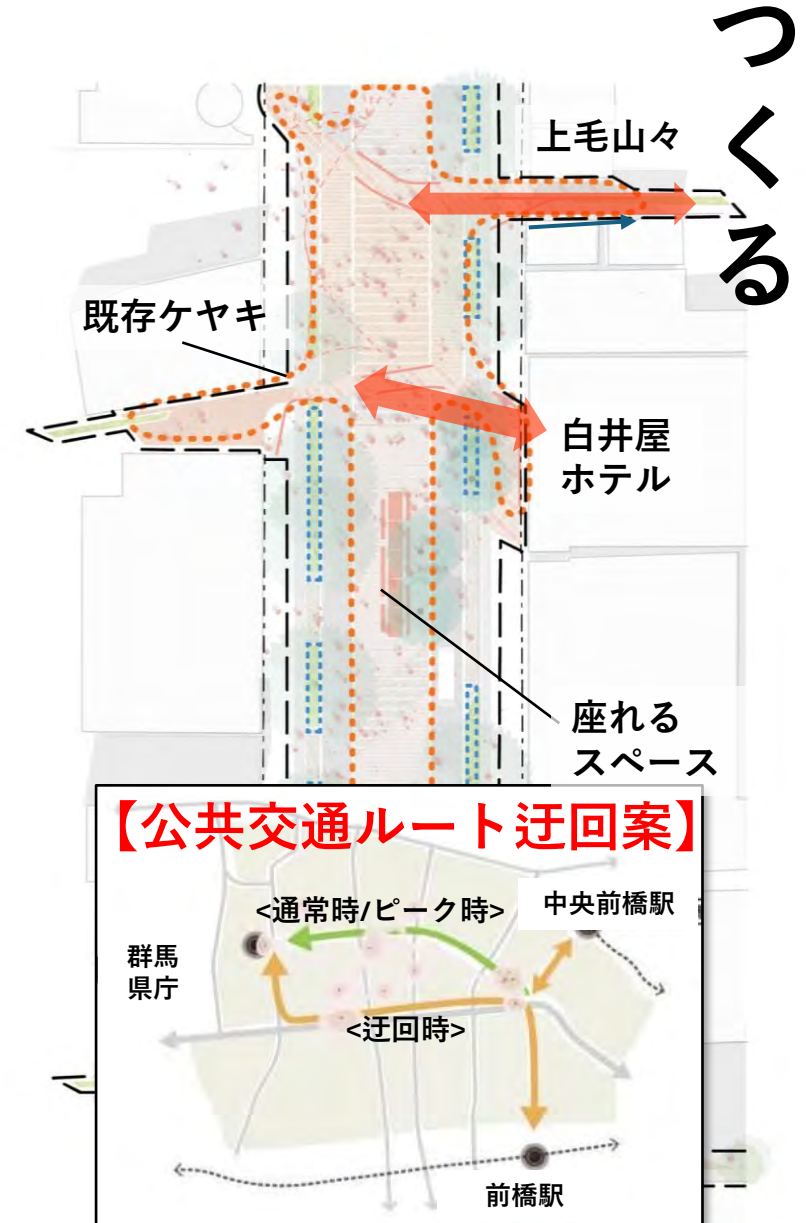 つくる
上毛山々
既存ケヤキ
白井屋
ホテル
座れる
スペース
【公共交通ルート迂回案】
<通常時/ピーク時>
中央前橋駅
群馬
県庁
<迂回時>
前橋駅